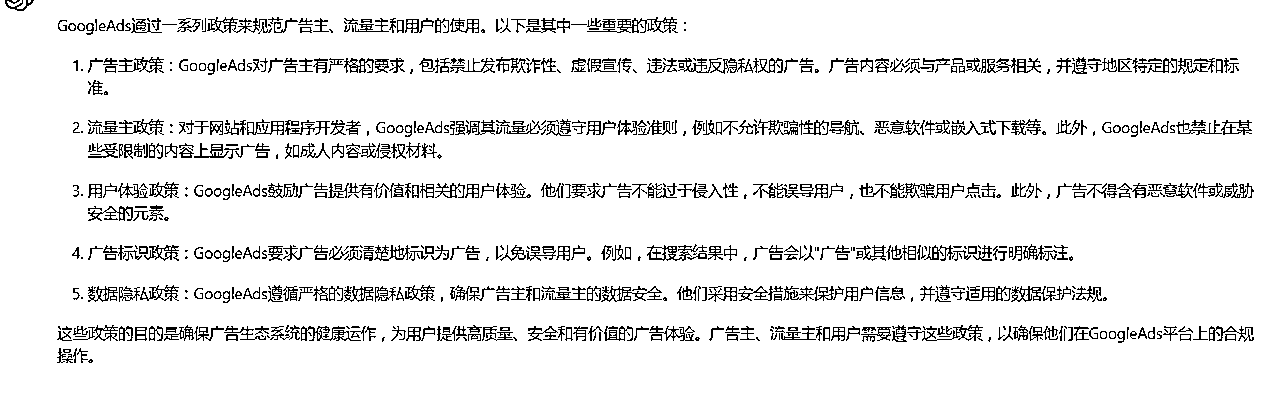 GoogleAds通过一系列政策来规范广告主、流量主和用户的使用。以下是其中一些重要的政策：
1. 广告主政策：GoogleAds对广告主有严格的要求，包括禁止发布欺诈性、虚假宣传、违法或违反隐私权的广告。广告内容必须与产品或服务相关，并遵守地区特定的规定和标
准。
2. 流量主政策：对于网站和应用程序开发者，GoogleAds强调其流量必须遵守用户体验准则，例如不允许欺骗性的导航、恶意软件或嵌入式下载等。此外，GoogleAds也禁止在某
些受限制的内容上显示广告，如成人内容或侵权材料。
3. 用户体验政策：GoogleAds鼓励广告提供有价值和相关的用户体验。他们要求广告不能过于侵入性，不能误导用户，也不能欺骗用户点击。此外，广告不得含有恶意软件或威胁
安全的元素。
4. 广告标识政策：GoogleAds要求广告必须清楚地标识为广告，以免误导用户。例如，在搜索结果中，广告会以"广告"或其他相似的标识进行明确标注。
5. 数据隐私政策：GoogleAds遵循严格的数据隐私政策，确保广告主和流量主的数据安全。他们采用安全措施来保护用户信息，并遵守适用的数据保护法规。
这些政策的目的是确保广告生态系统的健康运作，为用户提供高质量、安全和有价值的广告体验。广告主、流量主和用户需要遵守这些政策，以确保他们在GoogleAds平台上的合规
操作。